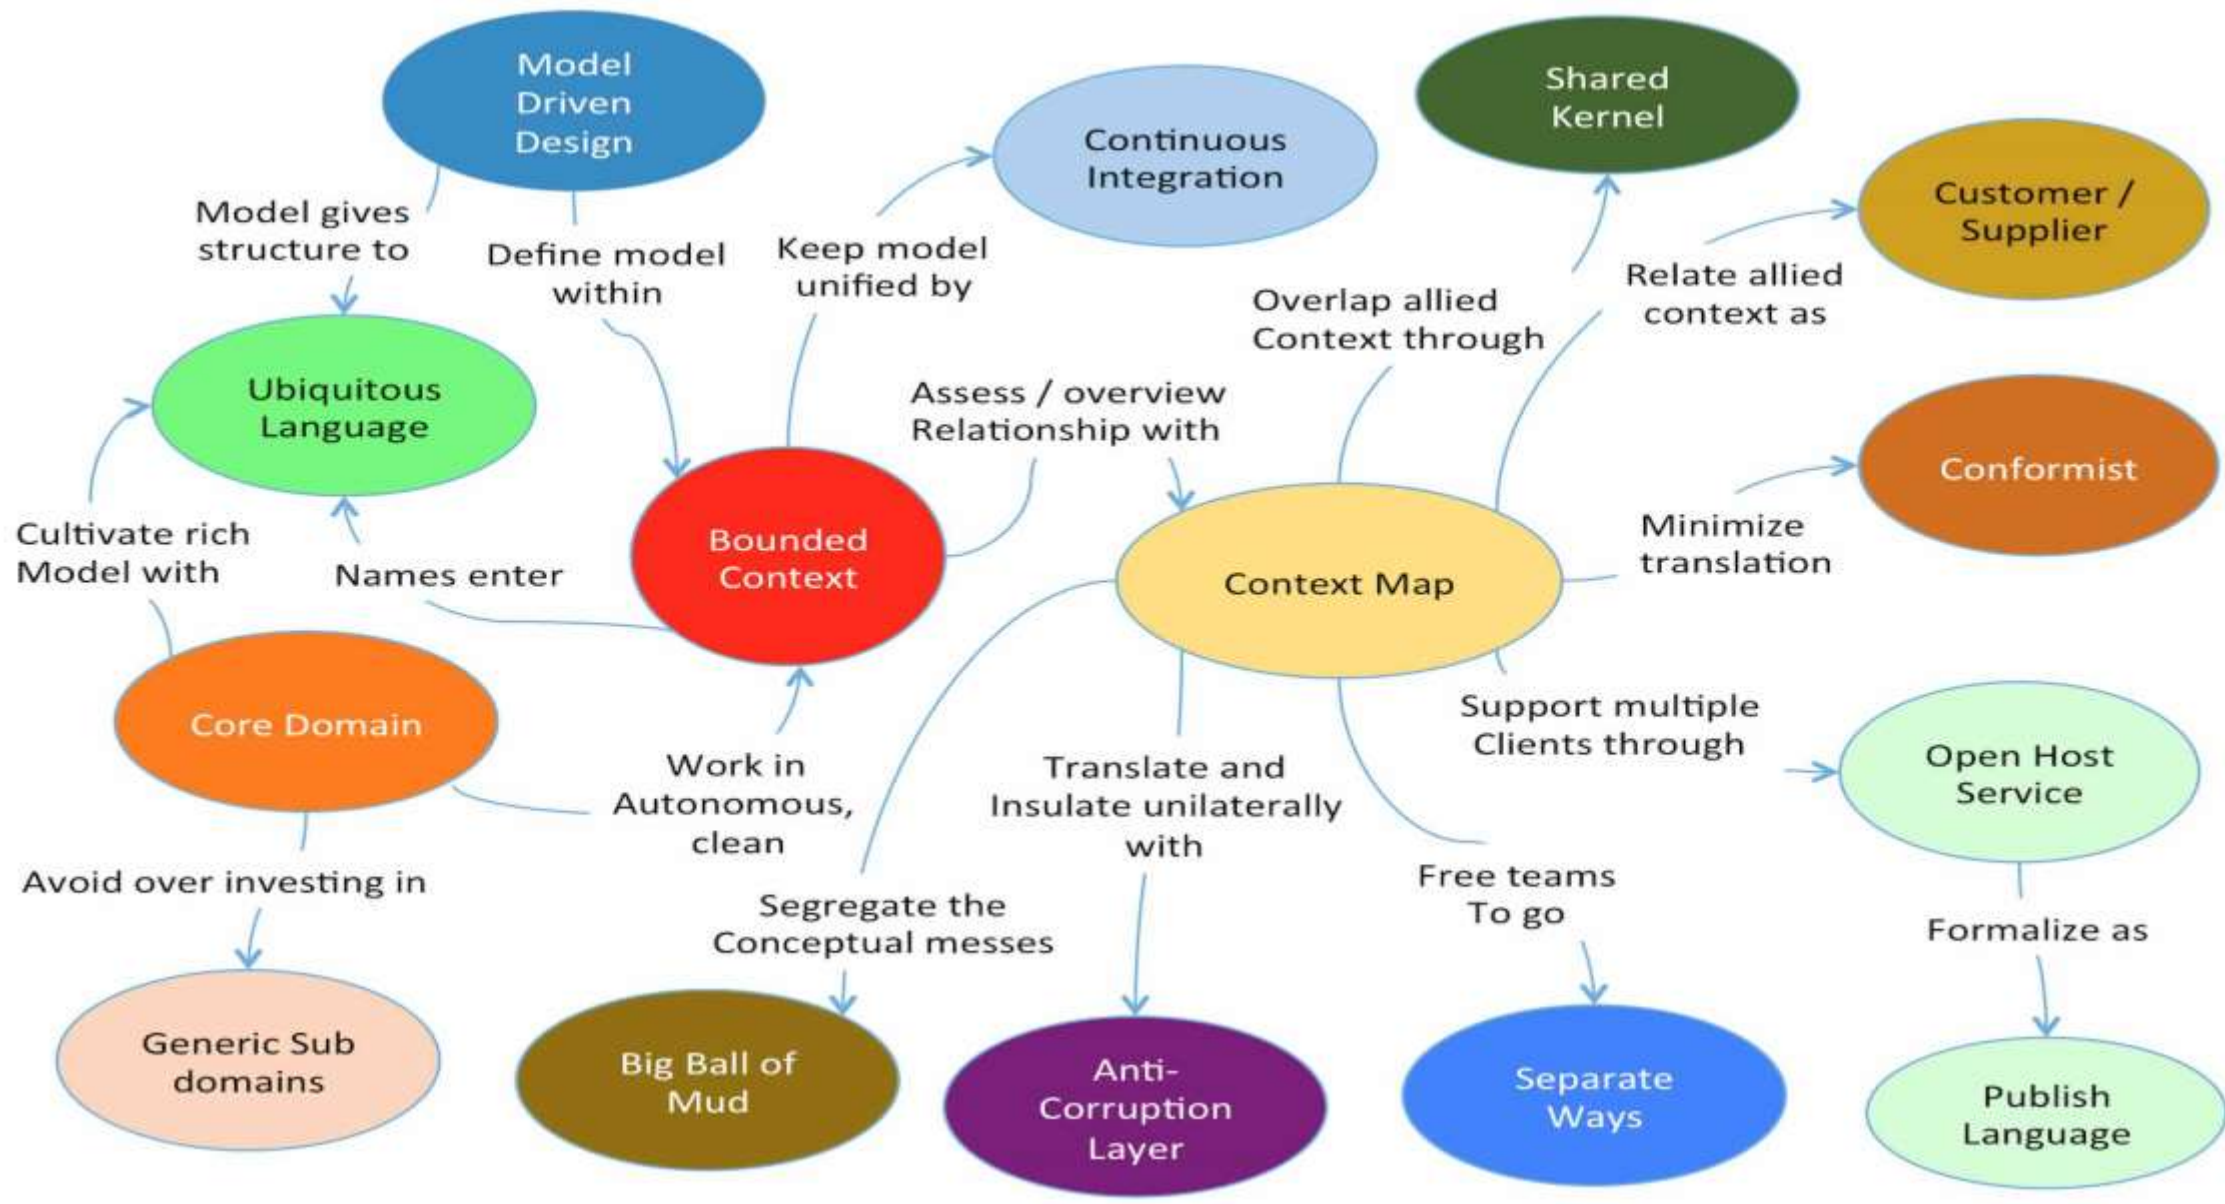 Model
Driven
Design
Shared
Kernel
Continuous
Integration
Customer /
Supplier
Model gives
structure to
Define model
within
Keep model
unified by
Relate allied
context as
Overlap allied
Context through
Ubiquitous
Language
Assess / overview
Relationship with
Conformist
Cultivate rich
Model with
Names enter
Bounded
Context
Context Map
Minimize
translation
Core Domain
Work in
Autonomous,
clean
Translate and
Insulate unilaterally
with
Support multiple
Clients through
Open Host
Service
Avoid over investing in
Segregate the
Conceptual messes
Free teams
To go
Formalize as
Generic Sub
domains
Big Ball of
Mud
Anti-
Corruption
Layer
Separate
Ways
Publish
Language